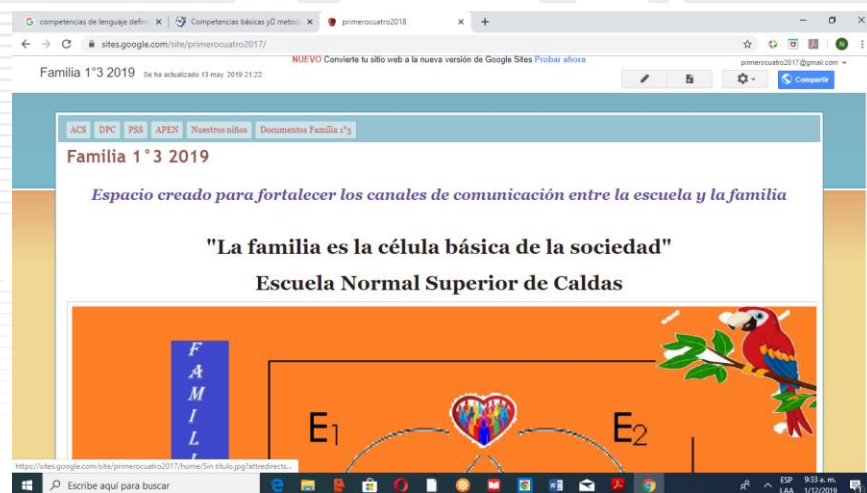 competencias de lenguaje defini
Competencias básicas y metod
primerocuatro2018
sites.google.com/site/primerocuatro2017/
NUEVO Convierte tu sitio web a la nueva versión de Google Sites Probar ahora
primerocuatro2017@gmail.com
Familia 1°3 2019 Se ha actualizado 13 may. 2019 21:22
Compartir
ACS DPC PSS APEN Nuestros niños Documentos Familia 1°3
Familia 1°3 2019
Espacio creado para fortalecer los canales de comunicación entre la escuela y la familia
"La familia es la célula básica de la sociedad"
Escuela Normal Superior de Caldas
F
A
M
I
L
I
E1 E2
https://sites.google.com/site/primerocuatro2017/home/Sin título.jpg?attredirects...
Escribe aquí para buscar
ESP 9:33 a. m.
LAA 1/12/2019